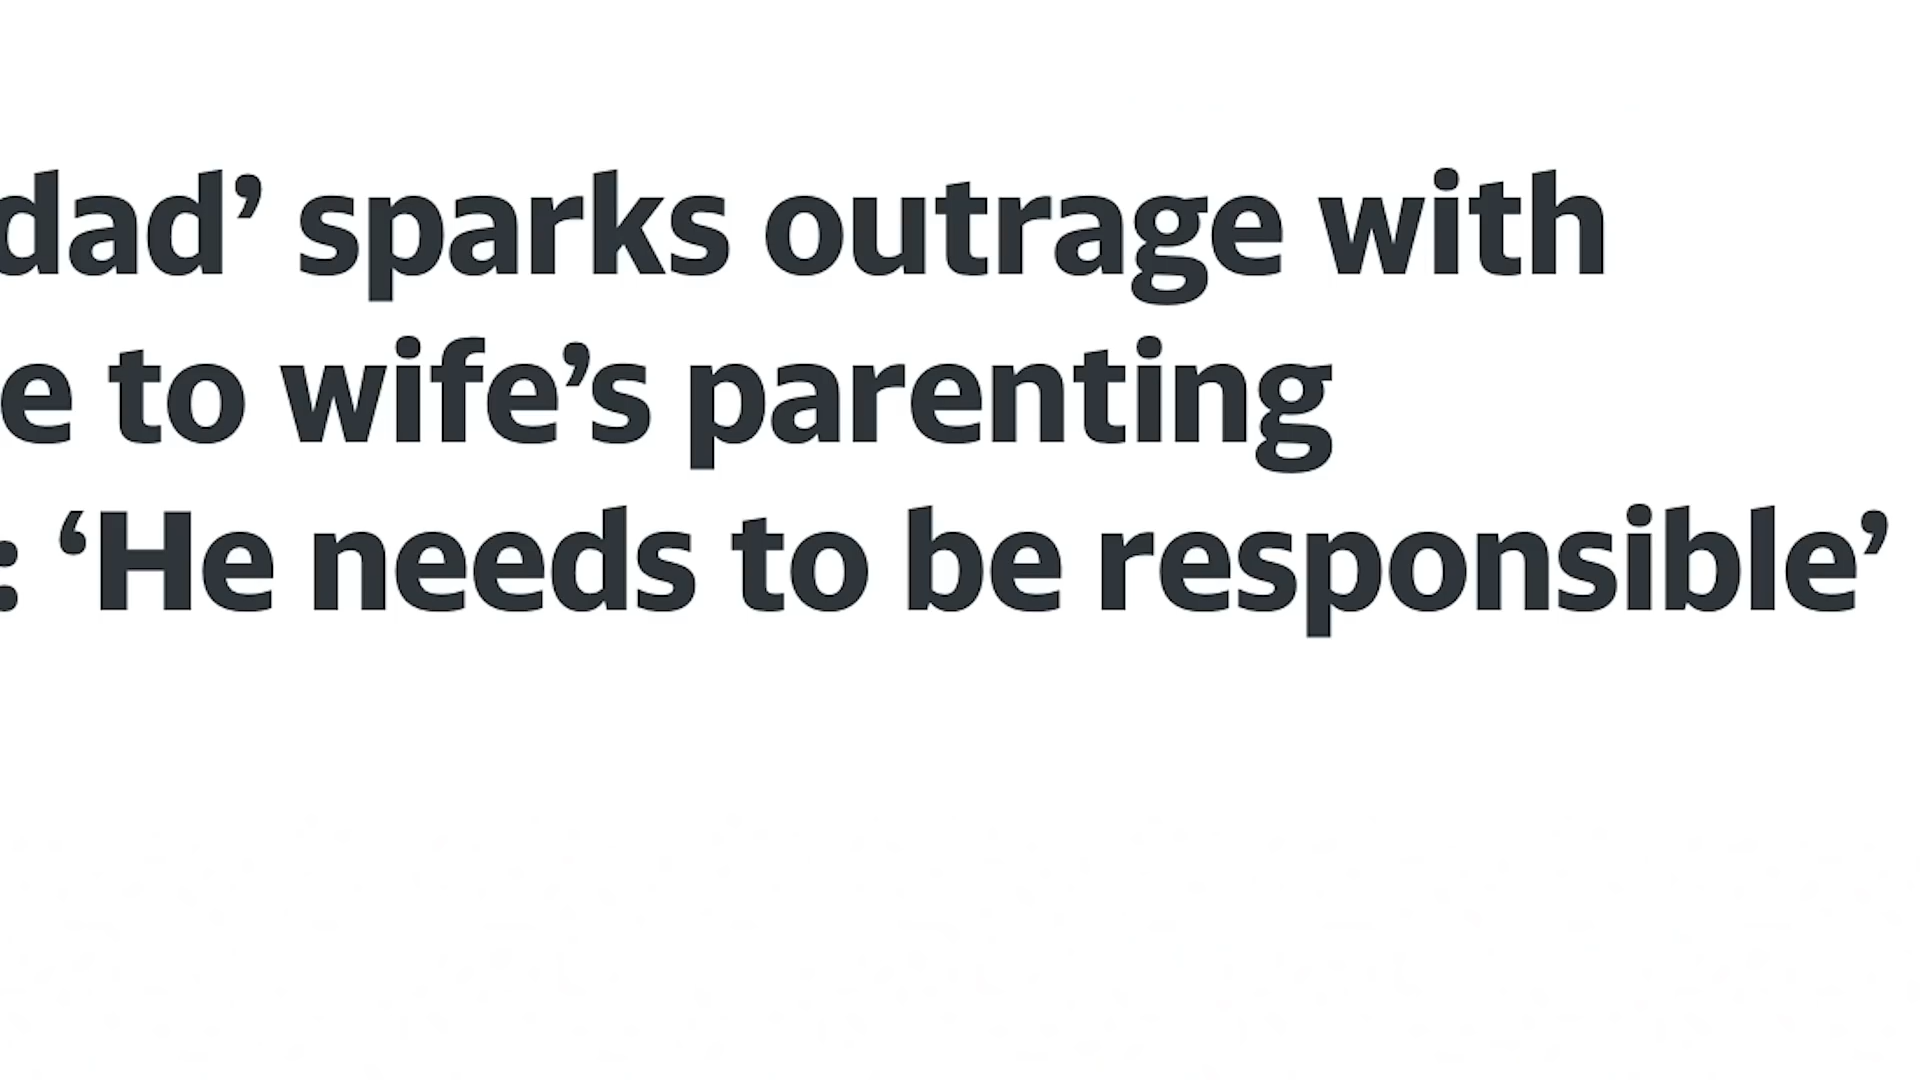 dad’ sparks outrage with
e to wife’s parenting
: ‘He needs to be responsible’